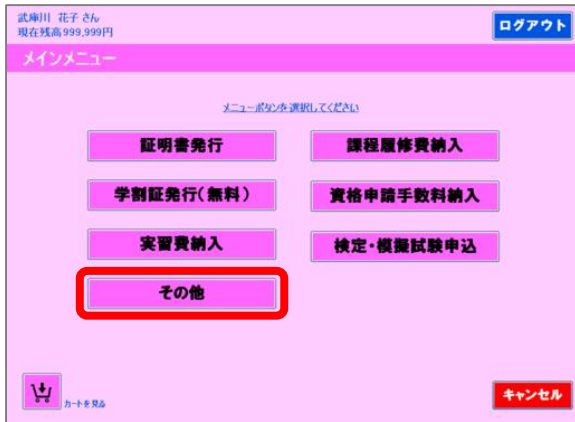 武庫川 花子 さん
現在残高999,999円
ログアウト
メインメニュー
メニューボタンを選択してください
証明書発行
課程履修費納入
学割証発行(無料)
資格申請手数料納入
実習費納入
検定・模擬試験申込
その他
カートを見る
キャンセル